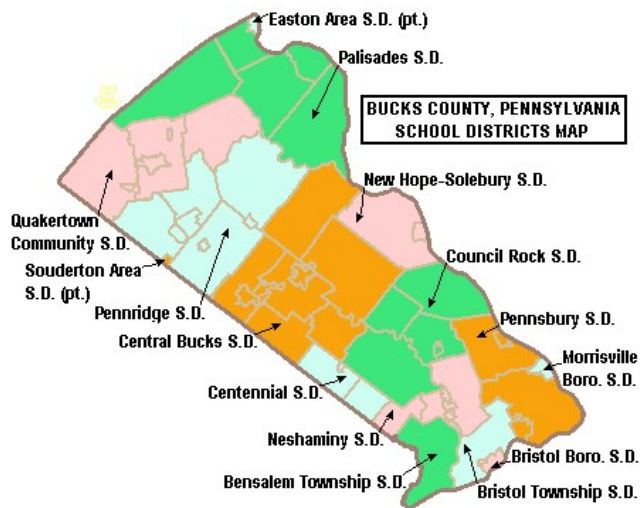 Easton Area S.D. (pt.)
Palisades S.D.
BUCKS COUNTY, PENNSYLVANIA
SCHOOL DISTRICTS MAP
New Hope-Solebury S.D.
Quakertown
Community S.D.
Council Rock S.D.
Souderton Area
S.D. (pt.)
Pennridge S.D.
Pennsbury S.D.
Central Bucks S.D.
Morrisville
Boro. S.D.
Centennial S.D.
Neshaminy S.D.
Bristol Boro. S.D.
Bensalem Township S.D.
Bristol Township S.D.